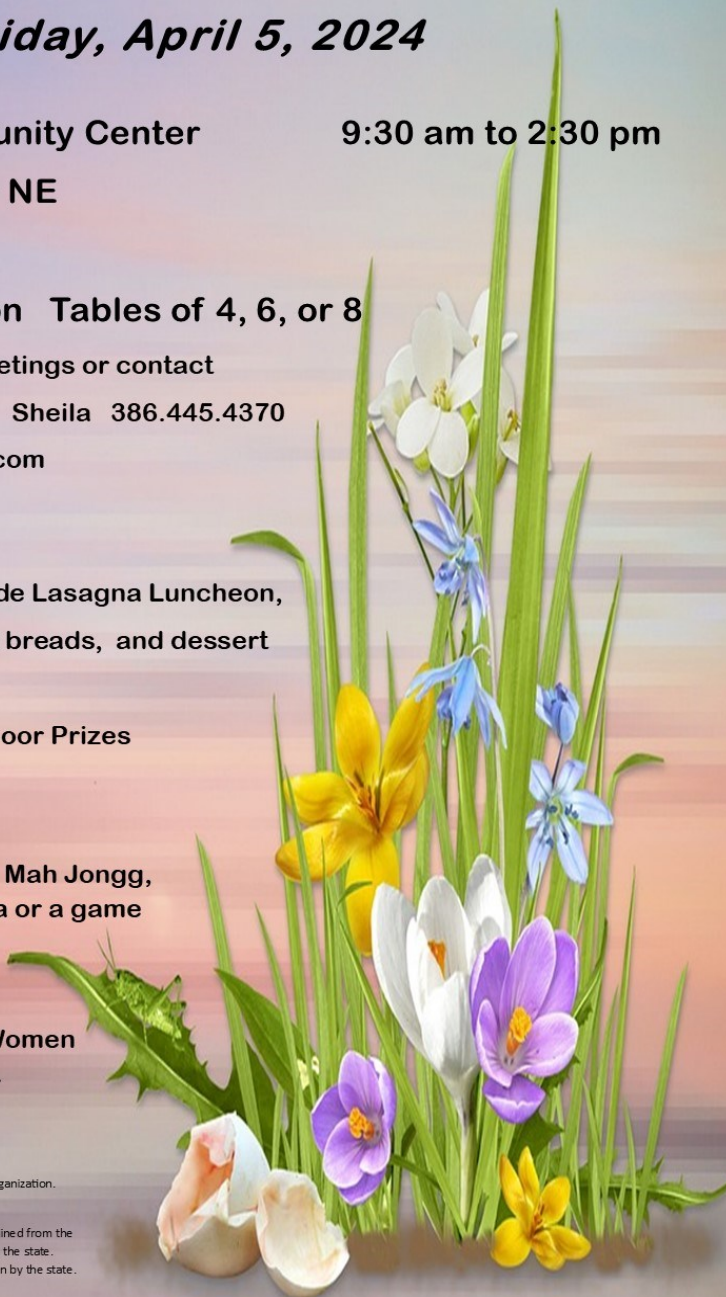 iday, April 5, 2024
unity Center 9:30 am to 2:30 pm
NE
on Tables of 4, 6, or 8
etings or contact
Sheila 386.445.4370
com
de Lasagna Luncheon,
breads, and dessert
oor Prizes
Mah Jongg,
a or a game
Women
ganization.
ined from the
the state.
n by the state.